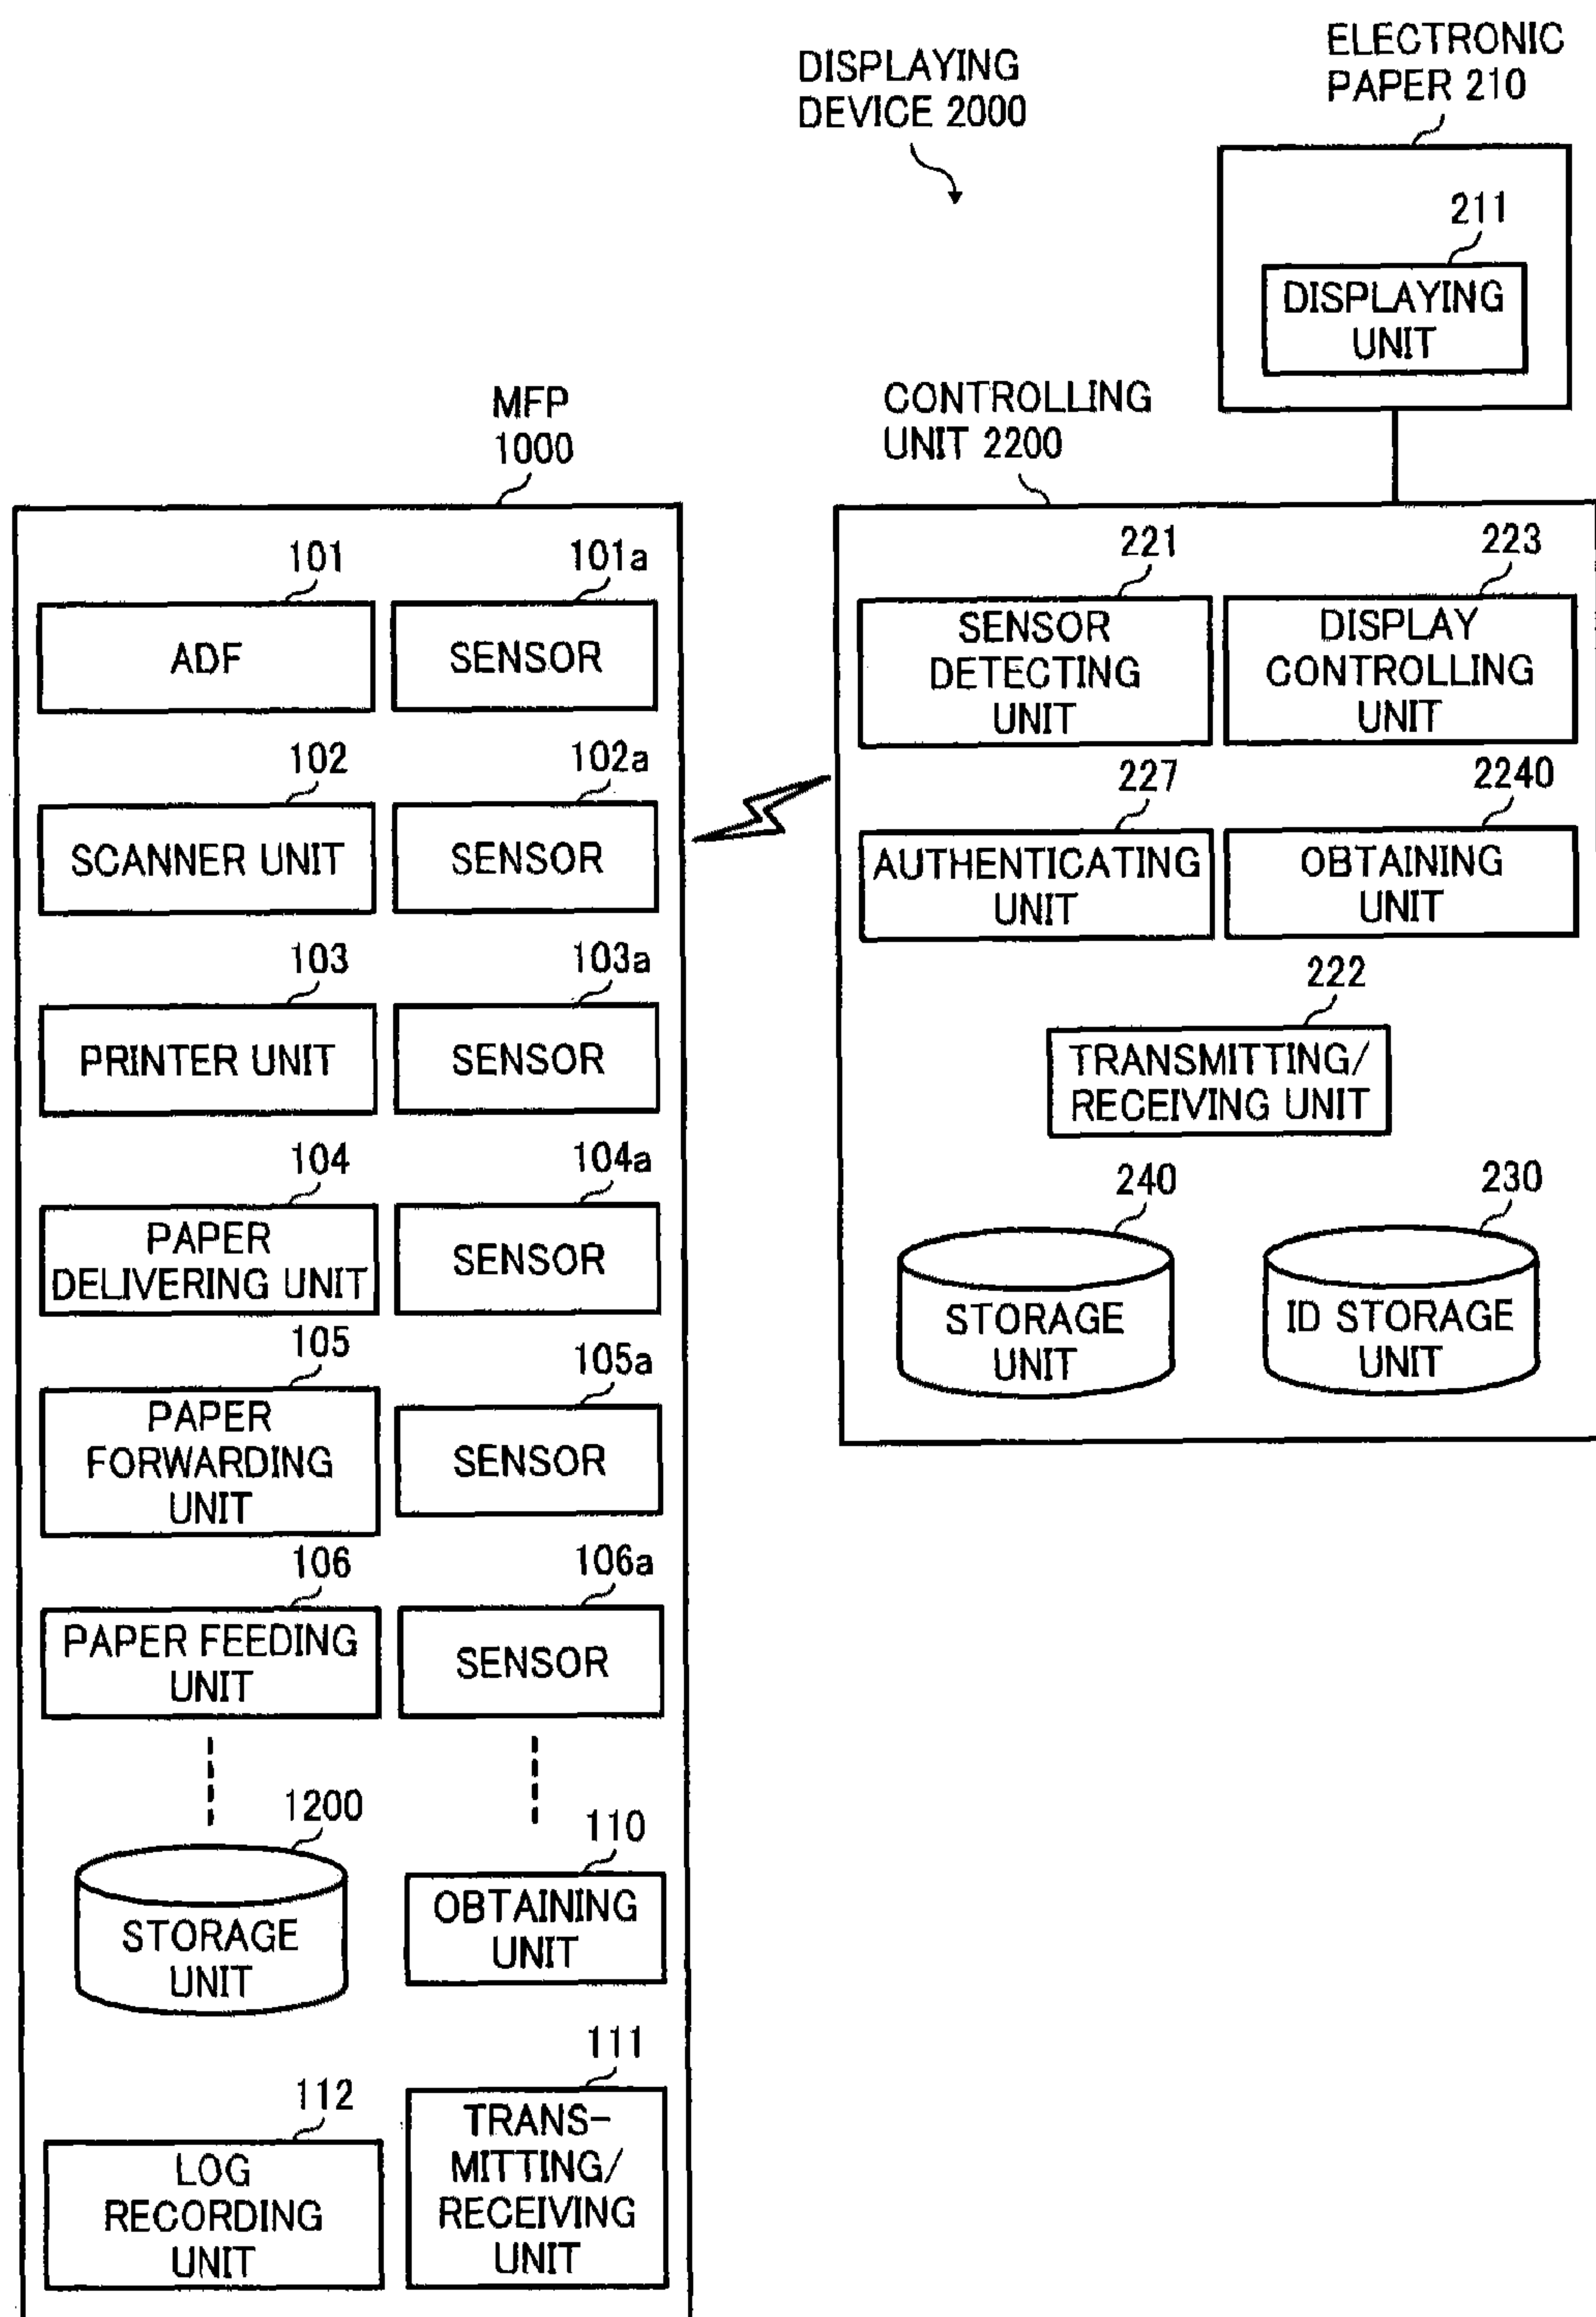 DISPLAYING
DEVICE 2000
ELECTRONIC
PAPER 210
211
DISPLAYING
UNIT
MFP
1000
CONTROLLING
UNIT 2200
101
101a
ADF
SENSOR
102
102a
SCANNER UNIT
SENSOR
103
103a
PRINTER UNIT
SENSOR
104
104a
PAPER
DELIVERING UNIT
SENSOR
105
105a
PAPER
FORWARDING
UNIT
SENSOR
106
106a
PAPER FEEDING
UNIT
SENSOR
1200
110
STORAGE
UNIT
OBTAINING
UNIT
112
111
LOG
RECORDING
UNIT
TRANS-
MITTING/
RECEIVING
UNIT
221
223
SENSOR
DETECTING
UNIT
DISPLAY
CONTROLLING
UNIT
227
2240
AUTHENTICATING
UNIT
OBTAINING
UNIT
222
TRANSMITTING/
RECEIVING UNIT
240
230
STORAGE
UNIT
ID STORAGE
UNIT